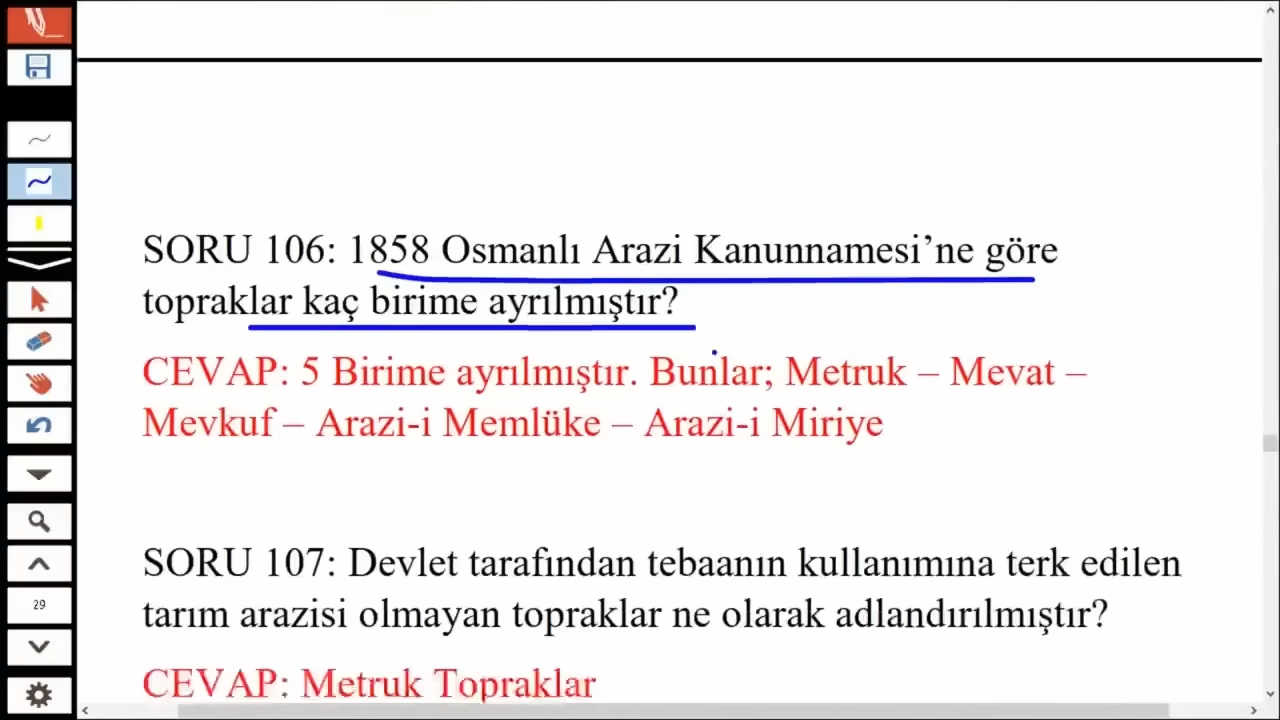 SORU 106: 1858 Osmanlı Arazi Kanunnamesi’ne göre
topraklar kaç birime ayrılmıştır?
CEVAP: 5 Birime ayrılmıştır. Bunlar; Metruk – Mevat –
Mevkuf – Arazi-i Memlüke – Arazi-i Miriye
SORU 107: Devlet tarafından tebaanın kullanımına terk edilen
tarım arazisi olmayan topraklar ne olarak adlandırılmıştır?
CEVAP: Metruk Topraklar
29